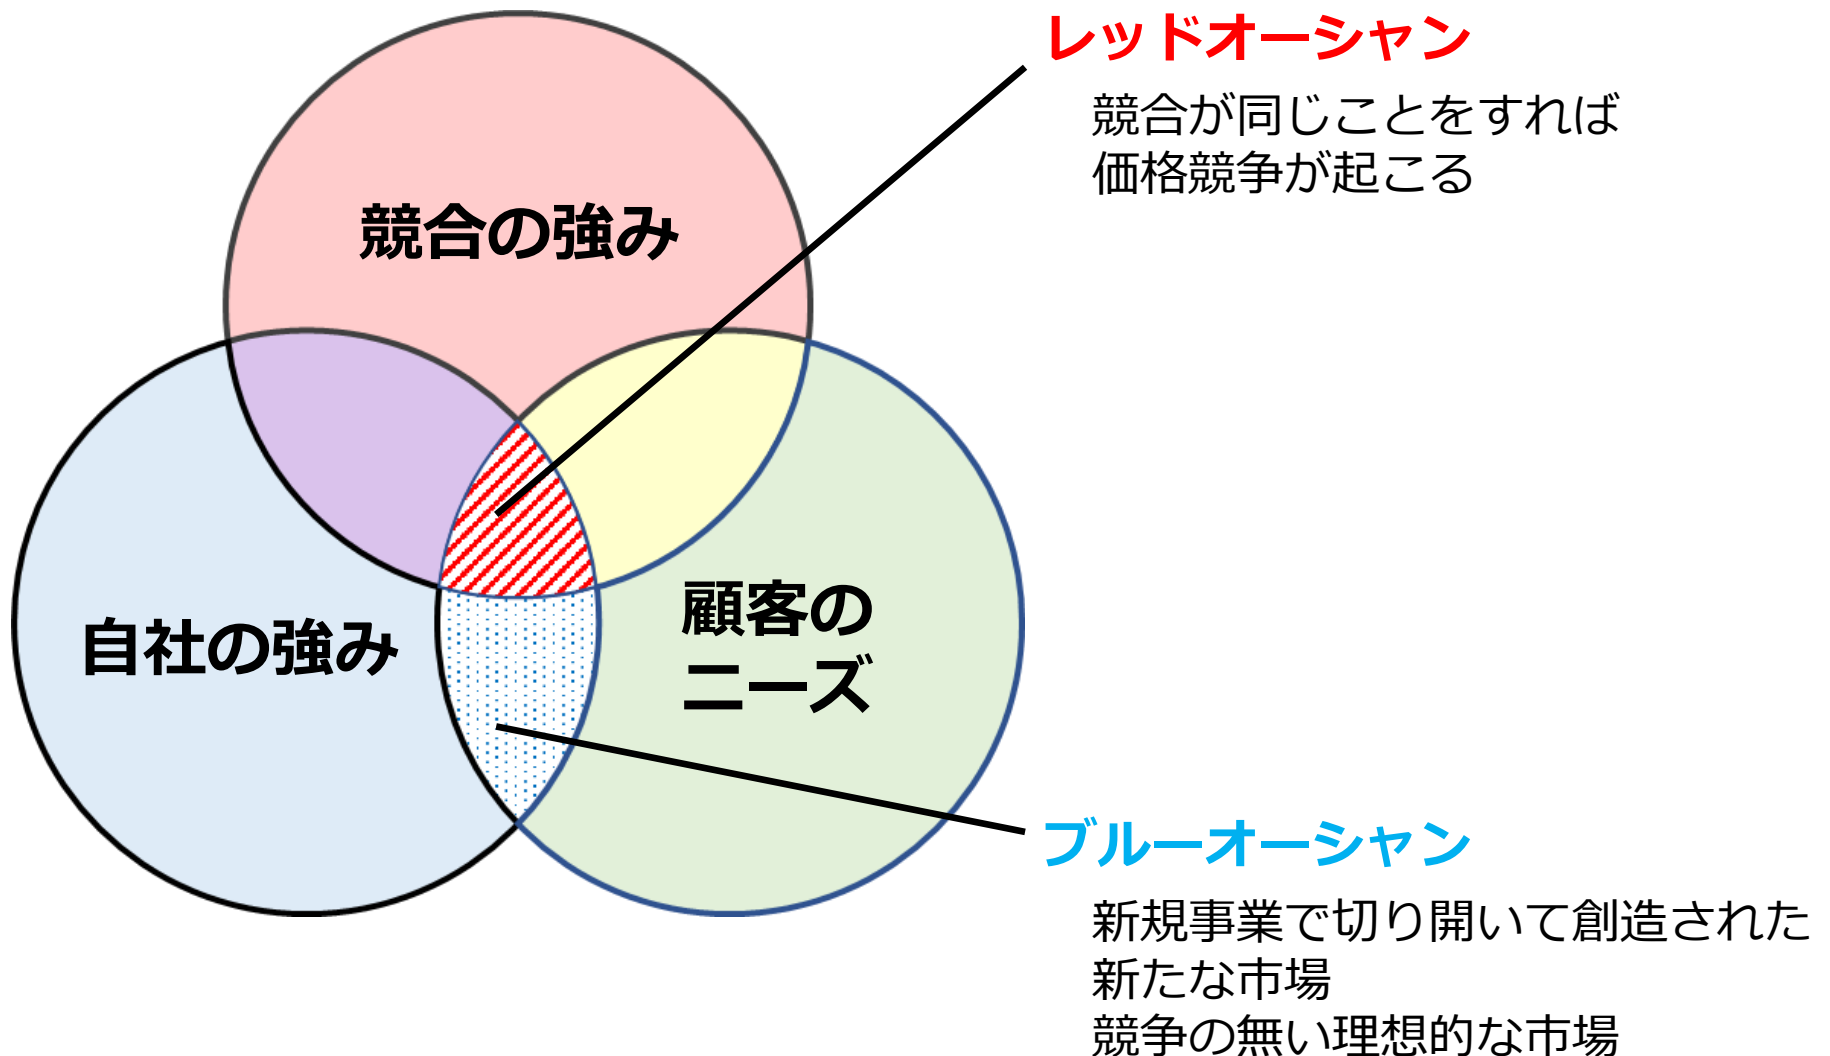 レッドオーシャン
競合が同じことをすれば
価格競争が起こる
競合の強み
自社の強み
顧客の
ニーズ
ブルーオーシャン
新規事業で切り開いて創造された
新たな市場
競争の無い理想的な市場